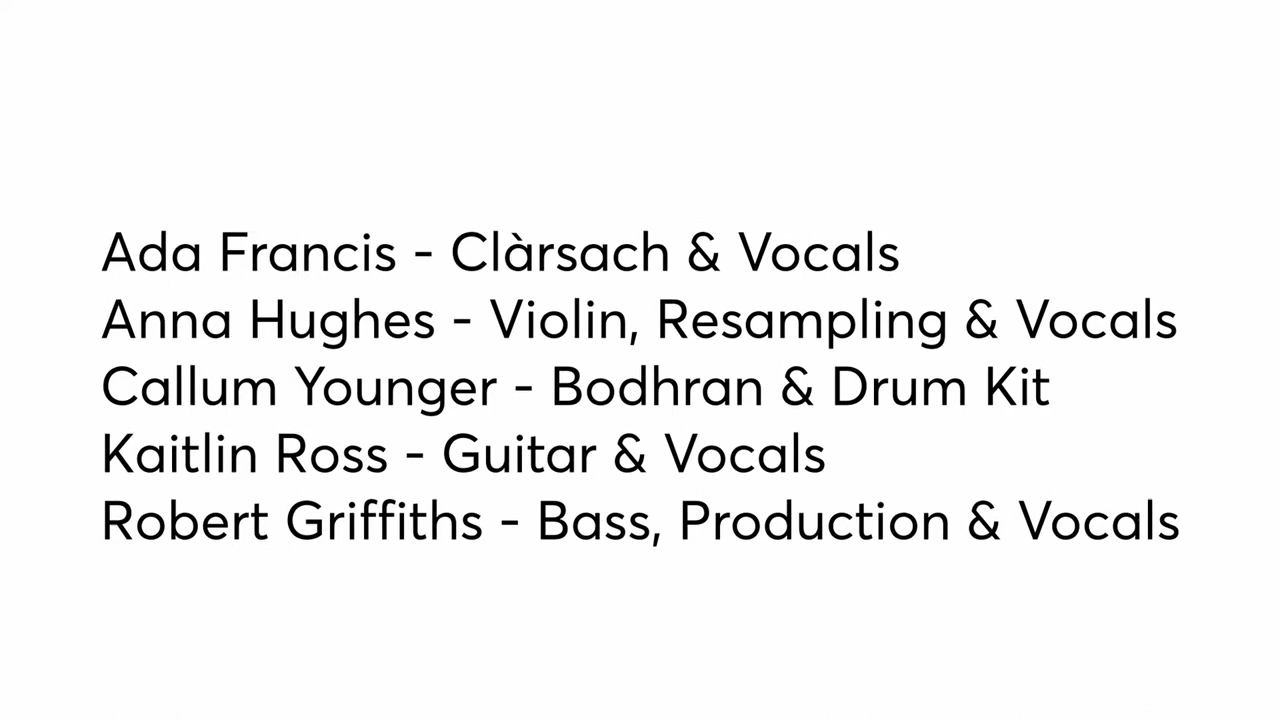 Ada Francis - Clàrsach & Vocals
Anna Hughes - Violin, Resampling & Vocals
Callum Younger - Bodhran & Drum Kit
Kaitlin Ross - Guitar & Vocals
Robert Griffiths - Bass, Production & Vocals